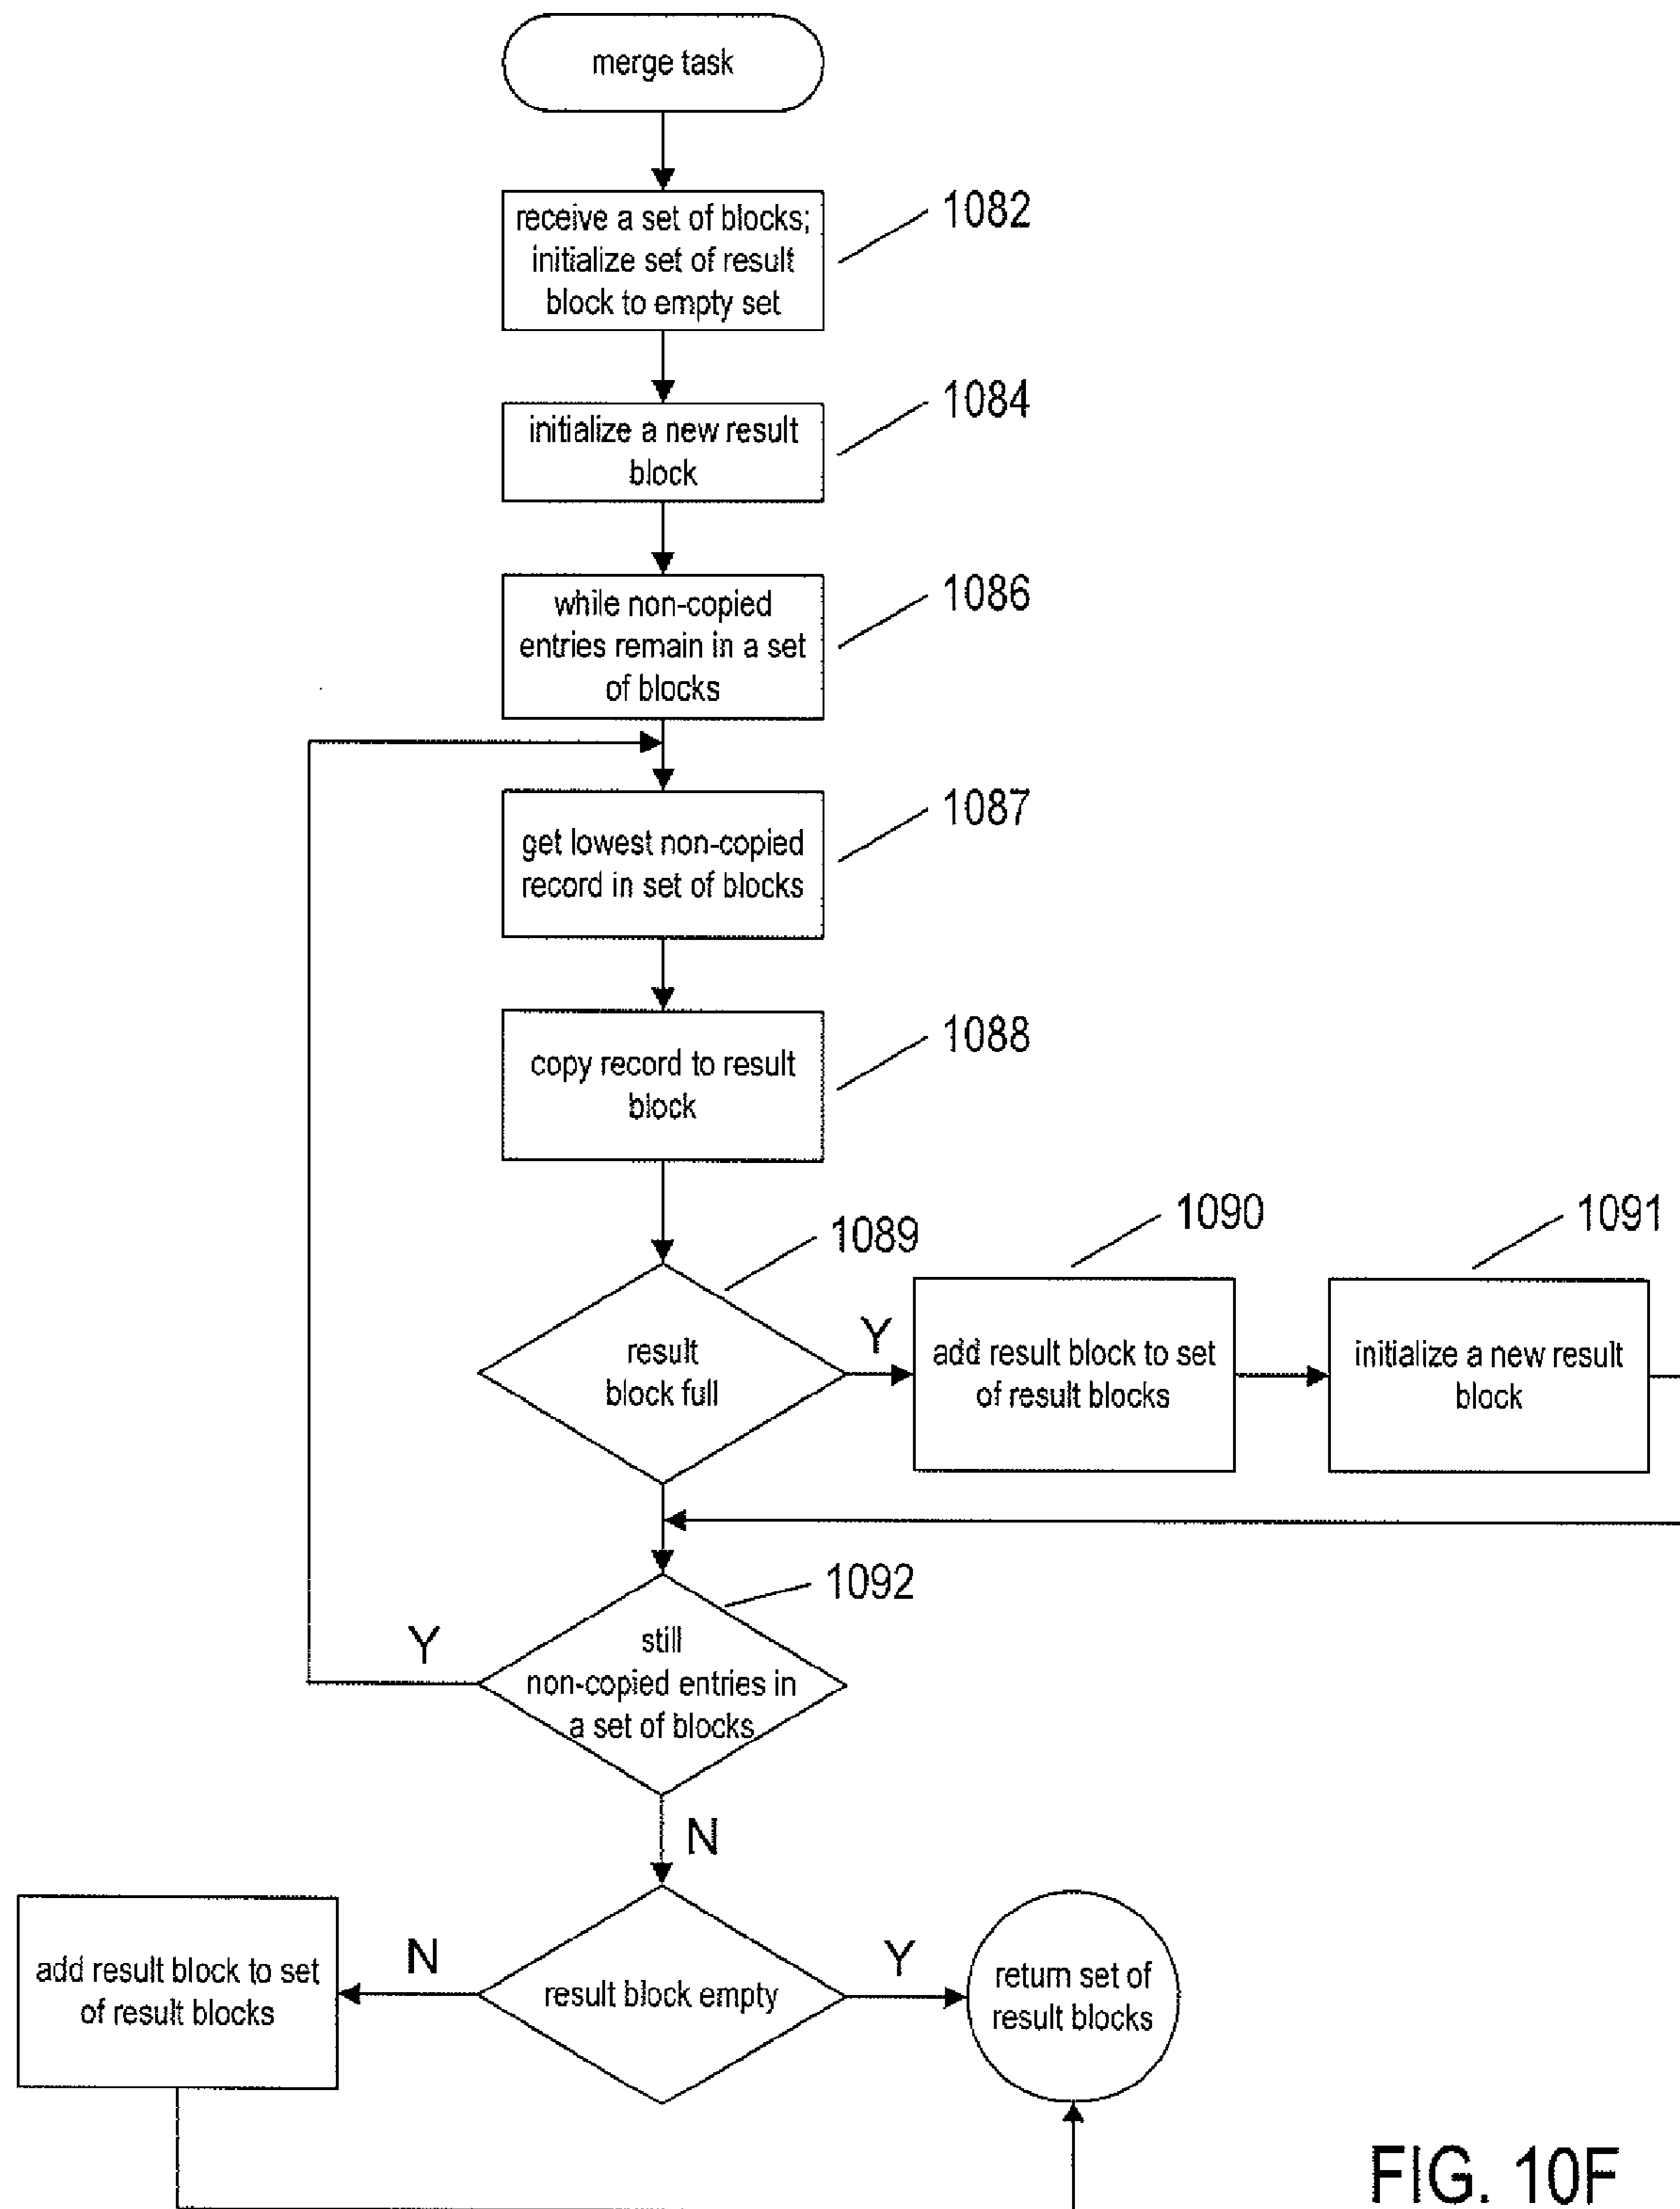 merge task
receive a set of blocks;
initialize set of result
block to empty set
1082
initialize a new result
block
1084
while non-copied
entries remain in a set
of blocks
1086
get lowest non-copied
record in set of blocks
1087
copy record to result
block
1088
result
block full
1089
Y
add result block to set
of result blocks
1090
initialize a new result
block
1091
still
non-copied entries in
a set of blocks
1092
Y
N
add result block to set
of result blocks
N
result block empty
Y
return set of
result blocks
FIG. 10F